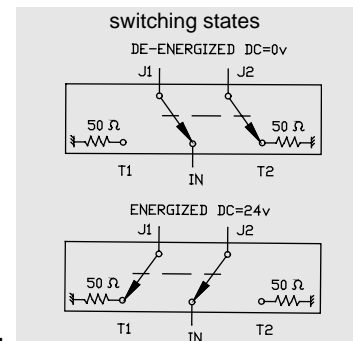 switching states
DE-ENERGIZED DC=0v
J1 J2
50 Ω 50 Ω
T1 IN T2
ENERGIZED DC=24v
J1 J2
50 Ω 50 Ω
T1 IN T2